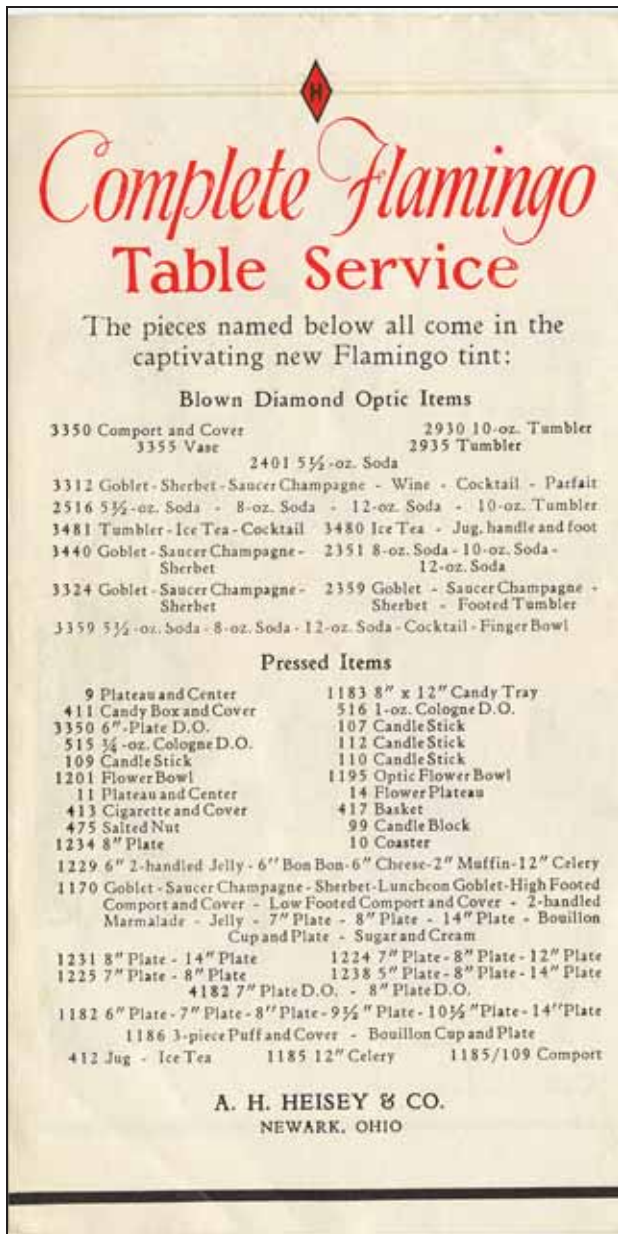 H
Complete Flamingo
Table Service
The pieces named below all come in the
captivating new Flamingo tint:
Blown Diamond Optic Items
3350 Comport and Cover 2930 10-oz. Tumbler
3355 Vase 2935 Tumbler
2401 5½-oz. Soda
3312 Goblet - Sherbet - Saucer Champagne - Wine - Cocktail - Parfait
2516 5½-oz. Soda - 8-oz. Soda - 12-oz. Soda - 10-oz. Tumbler
3481 Tumbler - Ice Tea - Cocktail 3480 Ice Tea - Jug, handle and foot
3440 Goblet - Saucer Champagne - 2351 8-oz. Soda - 10-oz. Soda -
Sherbet 12-oz. Soda
3324 Goblet - Saucer Champagne - 2359 Goblet - Saucer Champagne -
Sherbet Sherbet - Footed Tumbler
3359 5½-oz. Soda - 8-oz. Soda - 12-oz. Soda - Cocktail - Finger Bowl
Pressed Items
9 Plateau and Center 1183 8" x 12" Candy Tray
411 Candy Box and Cover 516 1-oz. Cologne D.O.
3350 6"-Plate D.O. 107 Candle Stick
515 ¼-oz. Cologne D.O. 112 Candle Stick
109 Candle Stick 110 Candle Stick
1201 Flower Bowl 1195 Optic Flower Bowl
11 Plateau and Center 14 Flower Plateau
413 Cigarette and Cover 417 Basket
475 Salted Nut 99 Candle Block
1234 8" Plate 10 Coaster
1229 6" 2-handled Jelly - 6" Bon Bon - 6" Cheese - 2" Muffin - 12" Celery
1170 Goblet - Saucer Champagne - Sherbet - Luncheon Goblet - High Footed
Comport and Cover - Low Footed Comport and Cover - 2-handled
Marmalade - Jelly - 7" Plate - 8" Plate - 14" Plate - Bouillon
Cup and Plate - Sugar and Cream
1231 8" Plate - 14" Plate 1224 7" Plate - 8" Plate - 12" Plate
1225 7" Plate - 8" Plate 1238 5" Plate - 8" Plate - 14" Plate
4182 7" Plate D.O. - 8" Plate D.O.
1182 6" Plate - 7" Plate - 8" Plate - 9½" Plate - 10½" Plate - 14" Plate
1186 3-piece Puff and Cover - Bouillon Cup and Plate
412 Jug - Ice Tea 1185 12" Celery 1185/109 Comport
A. H. HEISEY & CO.
NEWARK, OHIO